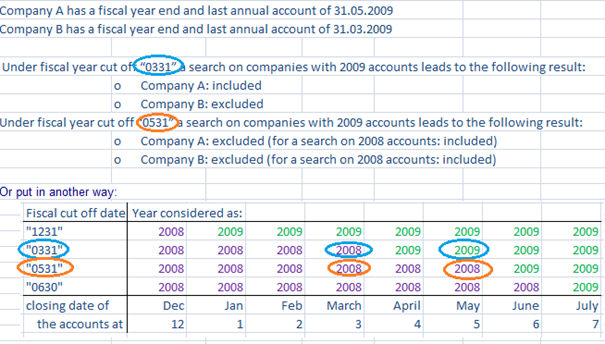 Company A has a fiscal year end and last annual account of 31.05.2009
Company B has a fiscal year end and last annual account of 31.03.2009
Under fiscal year cut off "0331" a search on companies with 2009 accounts leads to the following result:
o Company A: included
o Company B: excluded
Under fiscal year cut off "0531" a search on companies with 2009 accounts leads to the following result:
o Company A: excluded (for a search on 2008 accounts: included)
o Company B: excluded (for a search on 2008 accounts: included)
Or put in another way:
Fiscal cut off date Year considered as:
"1231" 2008 2009 2009 2009 2009 2009 2009 2009
"0331" 2008 2008 2008 2008 2009 2009 2009 2009
"0531" 2008 2008 2008 2008 2008 2008 2009 2009
"0630" 2008 2008 2008 2008 2008 2008 2008 2009
closing date of Dec Jan Feb March April May June July
the accounts at 12 1 2 3 4 5 6 7